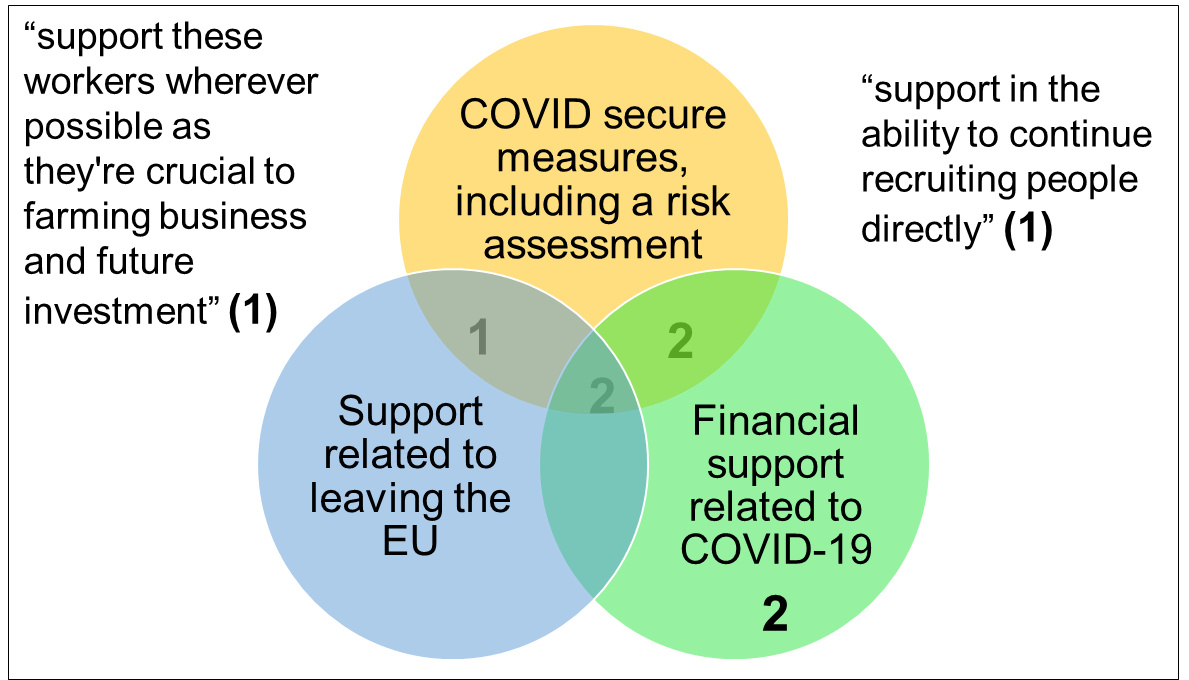 “support these
workers wherever
possible as
they're crucial to
farming business
and future
investment” (1)
“support in the
ability to continue
recruiting people
directly” (1)
COVID secure
measures,
including a risk
assessment
1
2
2
Support
related to
leaving the
EU
Financial
support
related to
COVID-19
2